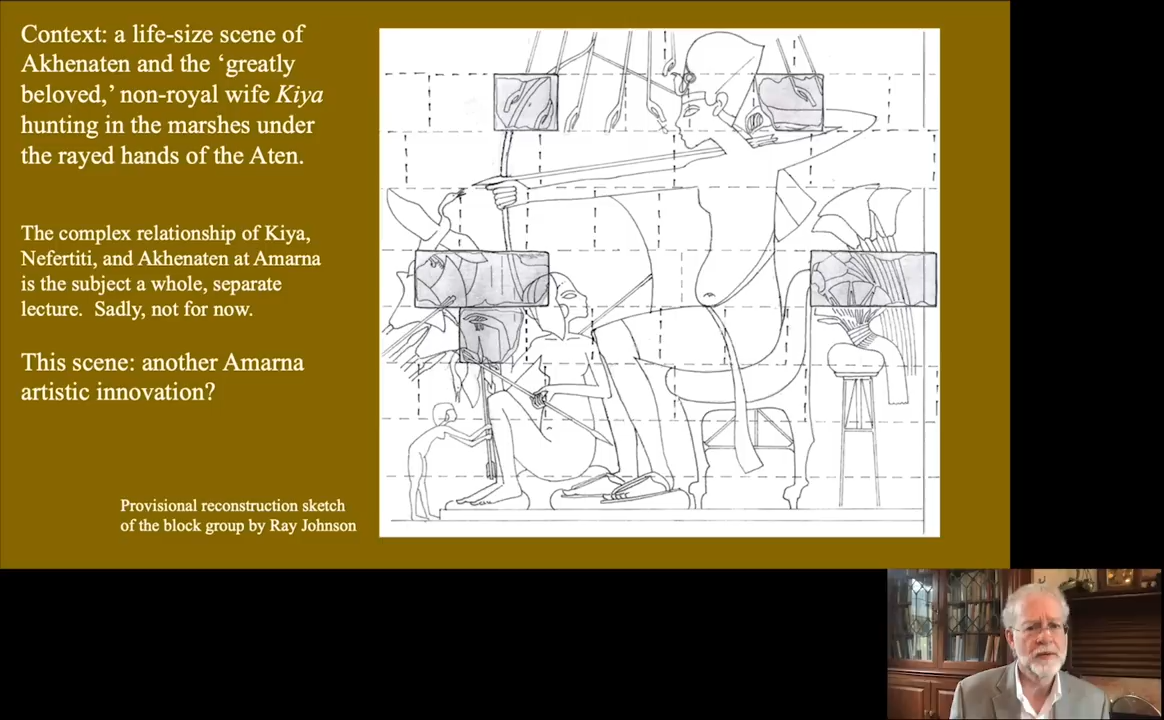 Context: a life-size scene of
Akhenaten and the ‘greatly
beloved,’ non-royal wife Kiya
hunting in the marshes under
the rayed hands of the Aten.
The complex relationship of Kiya,
Nefertiti, and Akhenaten at Amarna
is the subject a whole, separate
lecture.  Sadly, not for now.
This scene: another Amarna
artistic innovation?
Provisional reconstruction sketch
of the block group by Ray Johnson